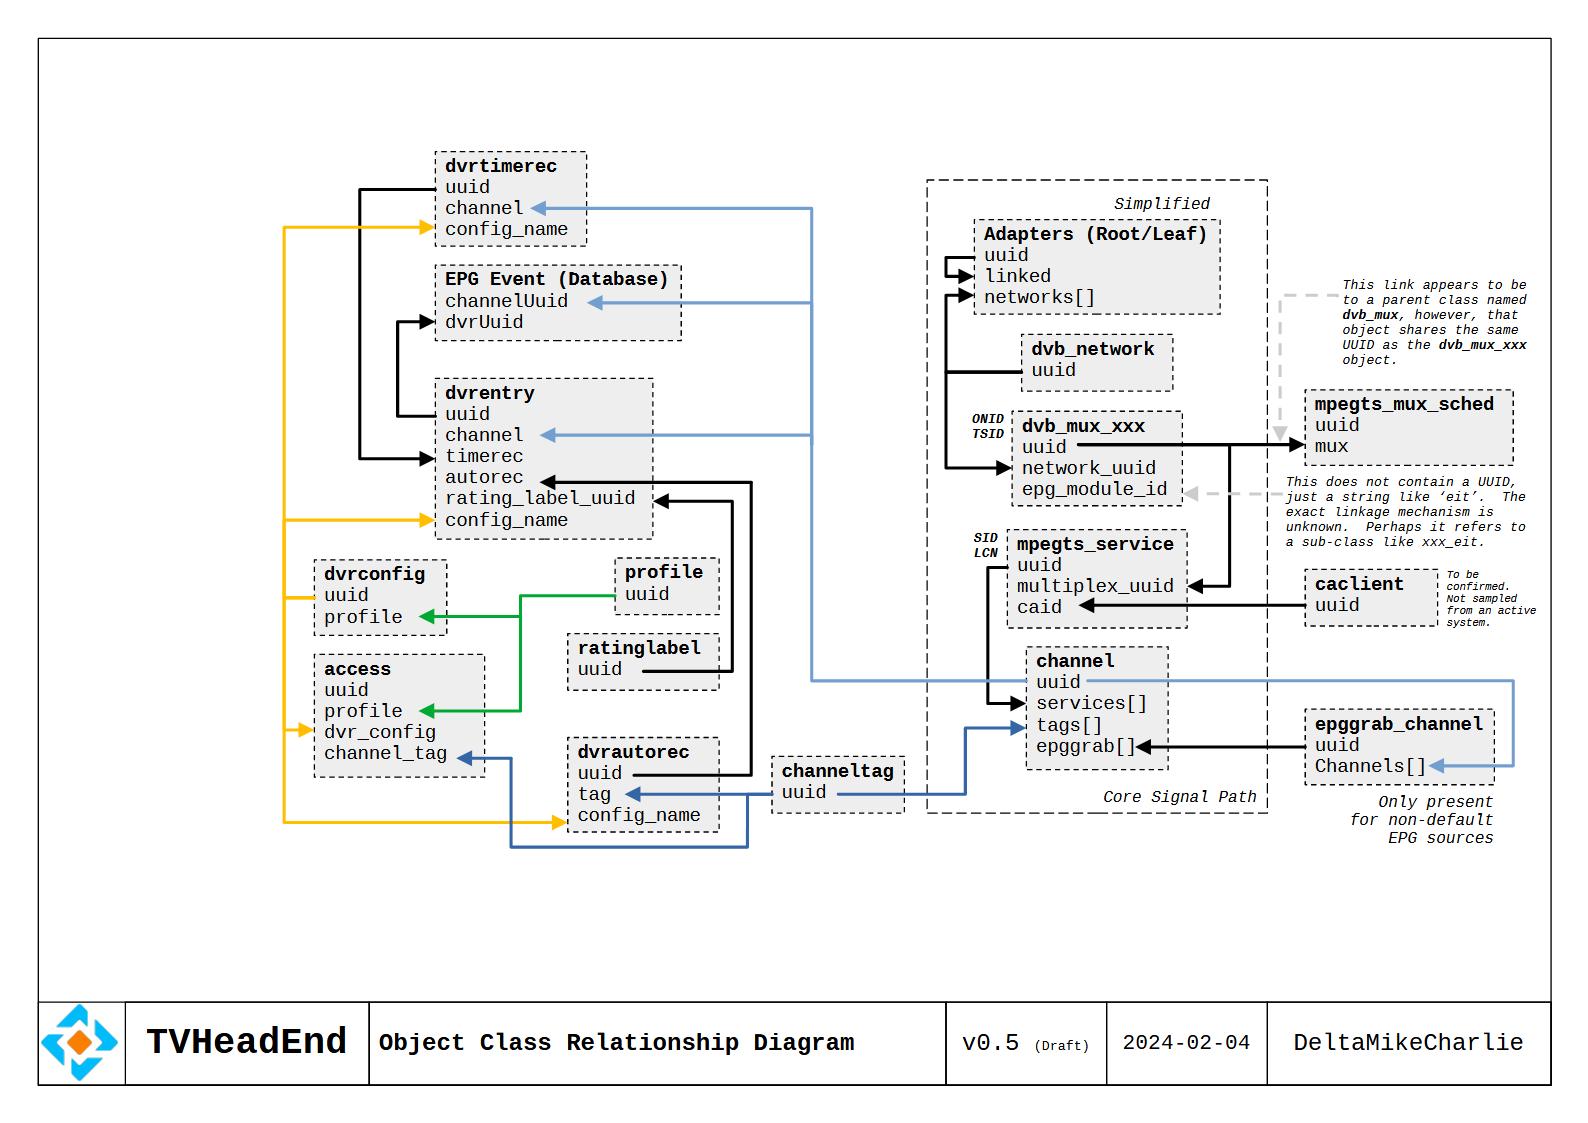 dvrtimerec
uuid
channel
config_name
EPG Event (Database)
channelUuid
dvrUuid
dvrentry
uuid
channel
timerec
autorec
rating_label_uuid
config_name
dvrconfig
uuid
profile
profile
uuid
ratinglabel
uuid
access
uuid
profile
dvr_config
channel_tag
dvrautorec
uuid
tag
config_name
channeltag
uuid
Simplified
Adapters (Root/Leaf)
uuid
linked
networks[]
dvb_network
uuid
ONID
TSID
dvb_mux_xxx
uuid
network_uuid
epg_module_id
SID
LCN
mpegts_service
uuid
multiplex_uuid
caid
channel
uuid
services[]
tags[]
epggrab[]
Core Signal Path
This link appears to be
to a parent class named
dvb_mux, however, that
object shares the same
UUID as the dvb_mux_xxx
object.
mpegts_mux_sched
uuid
mux
This does not contain a UUID,
just a string like ‘eit’.  The
exact linkage mechanism is
unknown.  Perhaps it refers to
a sub-class like xxx_eit.
caclient
uuid
To be
confirmed.
Not sampled
from an active
system.
epggrab_channel
uuid
Channels[]
Only present
for non-default
EPG sources
TVHeadEnd
Object Class Relationship Diagram
v0.5 (Draft)
2024-02-04
DeltaMikeCharlie